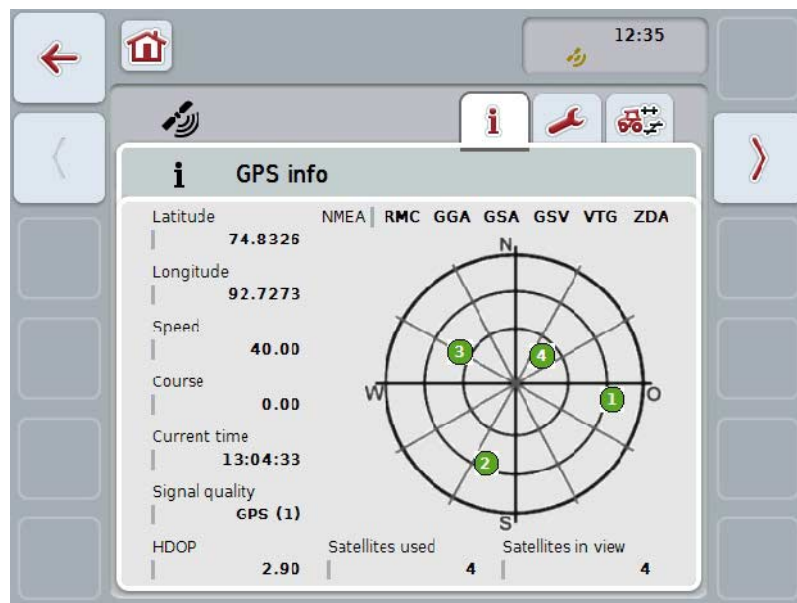 12:35
i
i GPS info
Latitude
74.8326
NMEA RMC GGA GSA GSV VTG ZDA
Longitude
92.7273
Speed
40.00
Course
0.00
Current time
13:04:33
Signal quality
GPS (1)
HDOP
2.90
N
3
4
W
O
1
2
S
Satellites used
4
Satellites in view
4